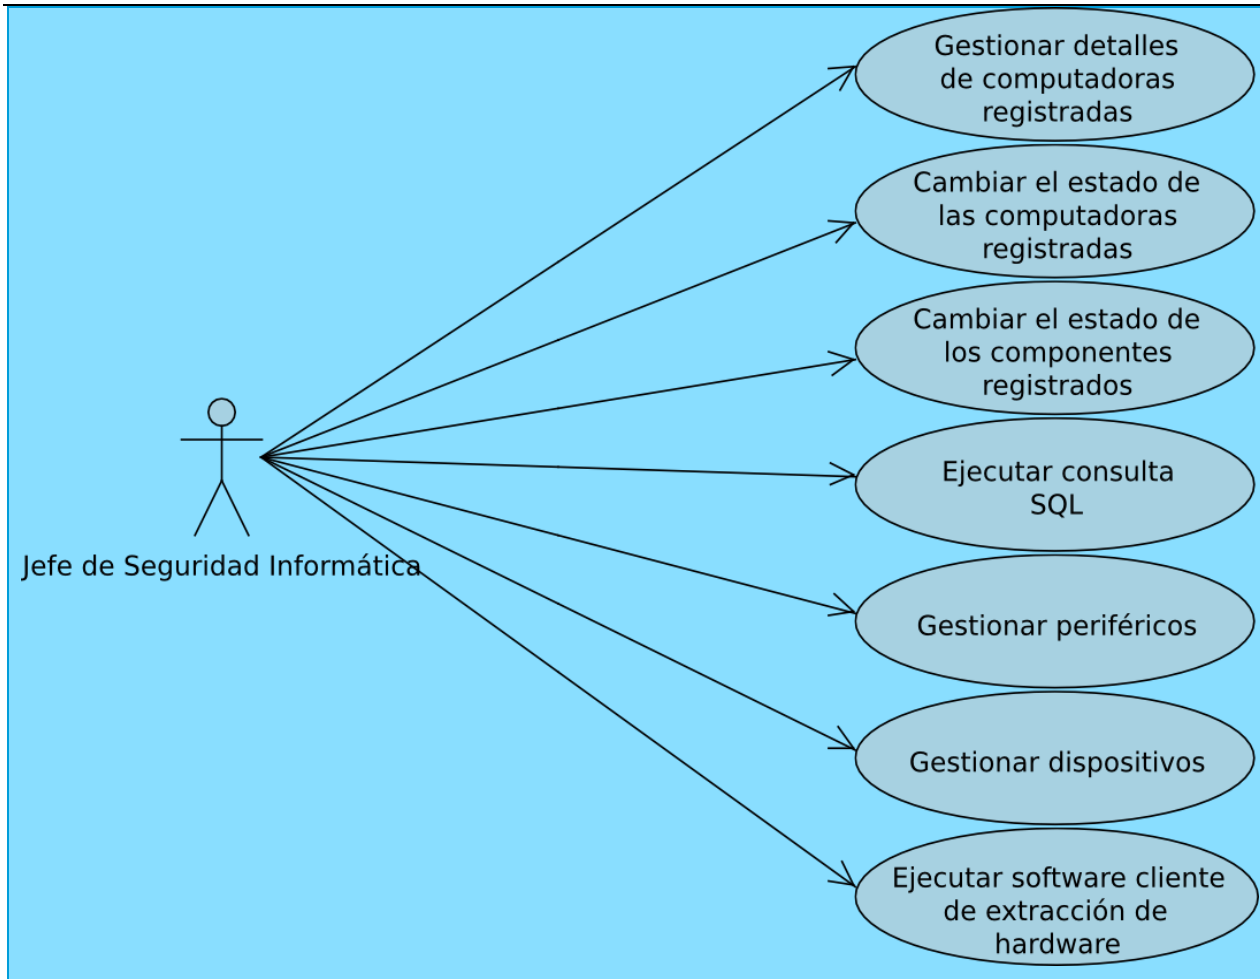 Gestionar detalles
de computadoras
registradas
Cambiar el estado de
las computadoras
registradas
Cambiar el estado de
los componentes
registrados
Ejecutar consulta
SQL
Jefe de Seguridad Informática
Gestionar periféricos
Gestionar dispositivos
Ejecutar software cliente
de extracción de
hardware